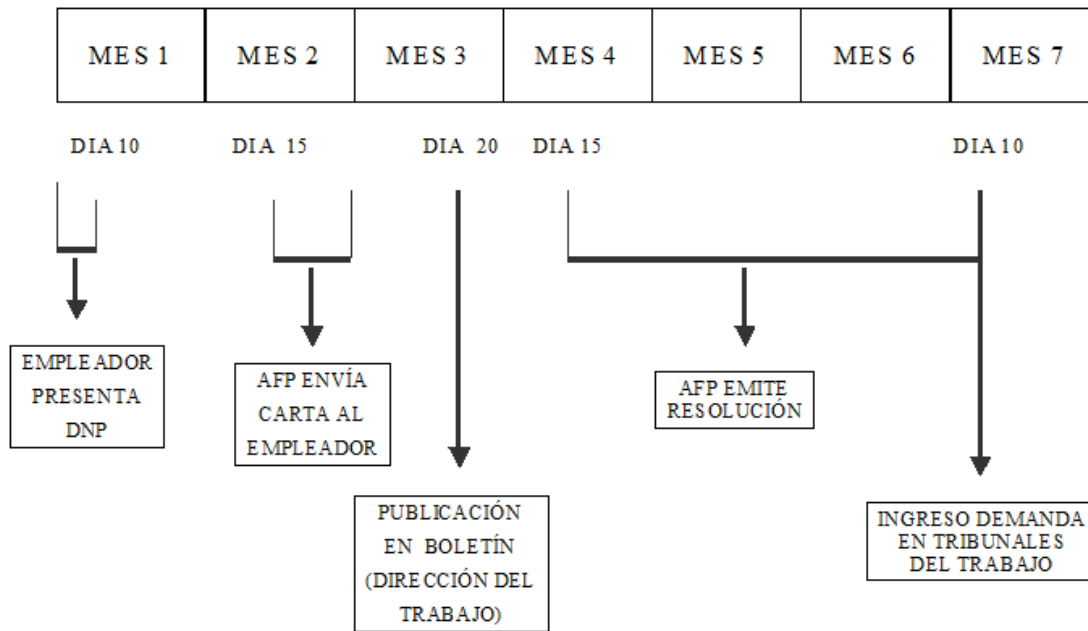 MES 1 MES 2 MES 3 MES 4 MES 5 MES 6 MES 7
DIA 10 DIA 15 DIA 20 DIA 15 DIA 10
EMPLEADOR
PRESENTA
DNP
AFP ENVÍA
CARTA AL
EMPLEADOR
AFP EMITE
RESOLUCIÓN
PUBLICACIÓN
EN BOLETÍN
(DIRECCIÓN DEL
TRABAJO)
INGRESO DEMANDA
EN TRIBUNALES
DEL TRABAJO